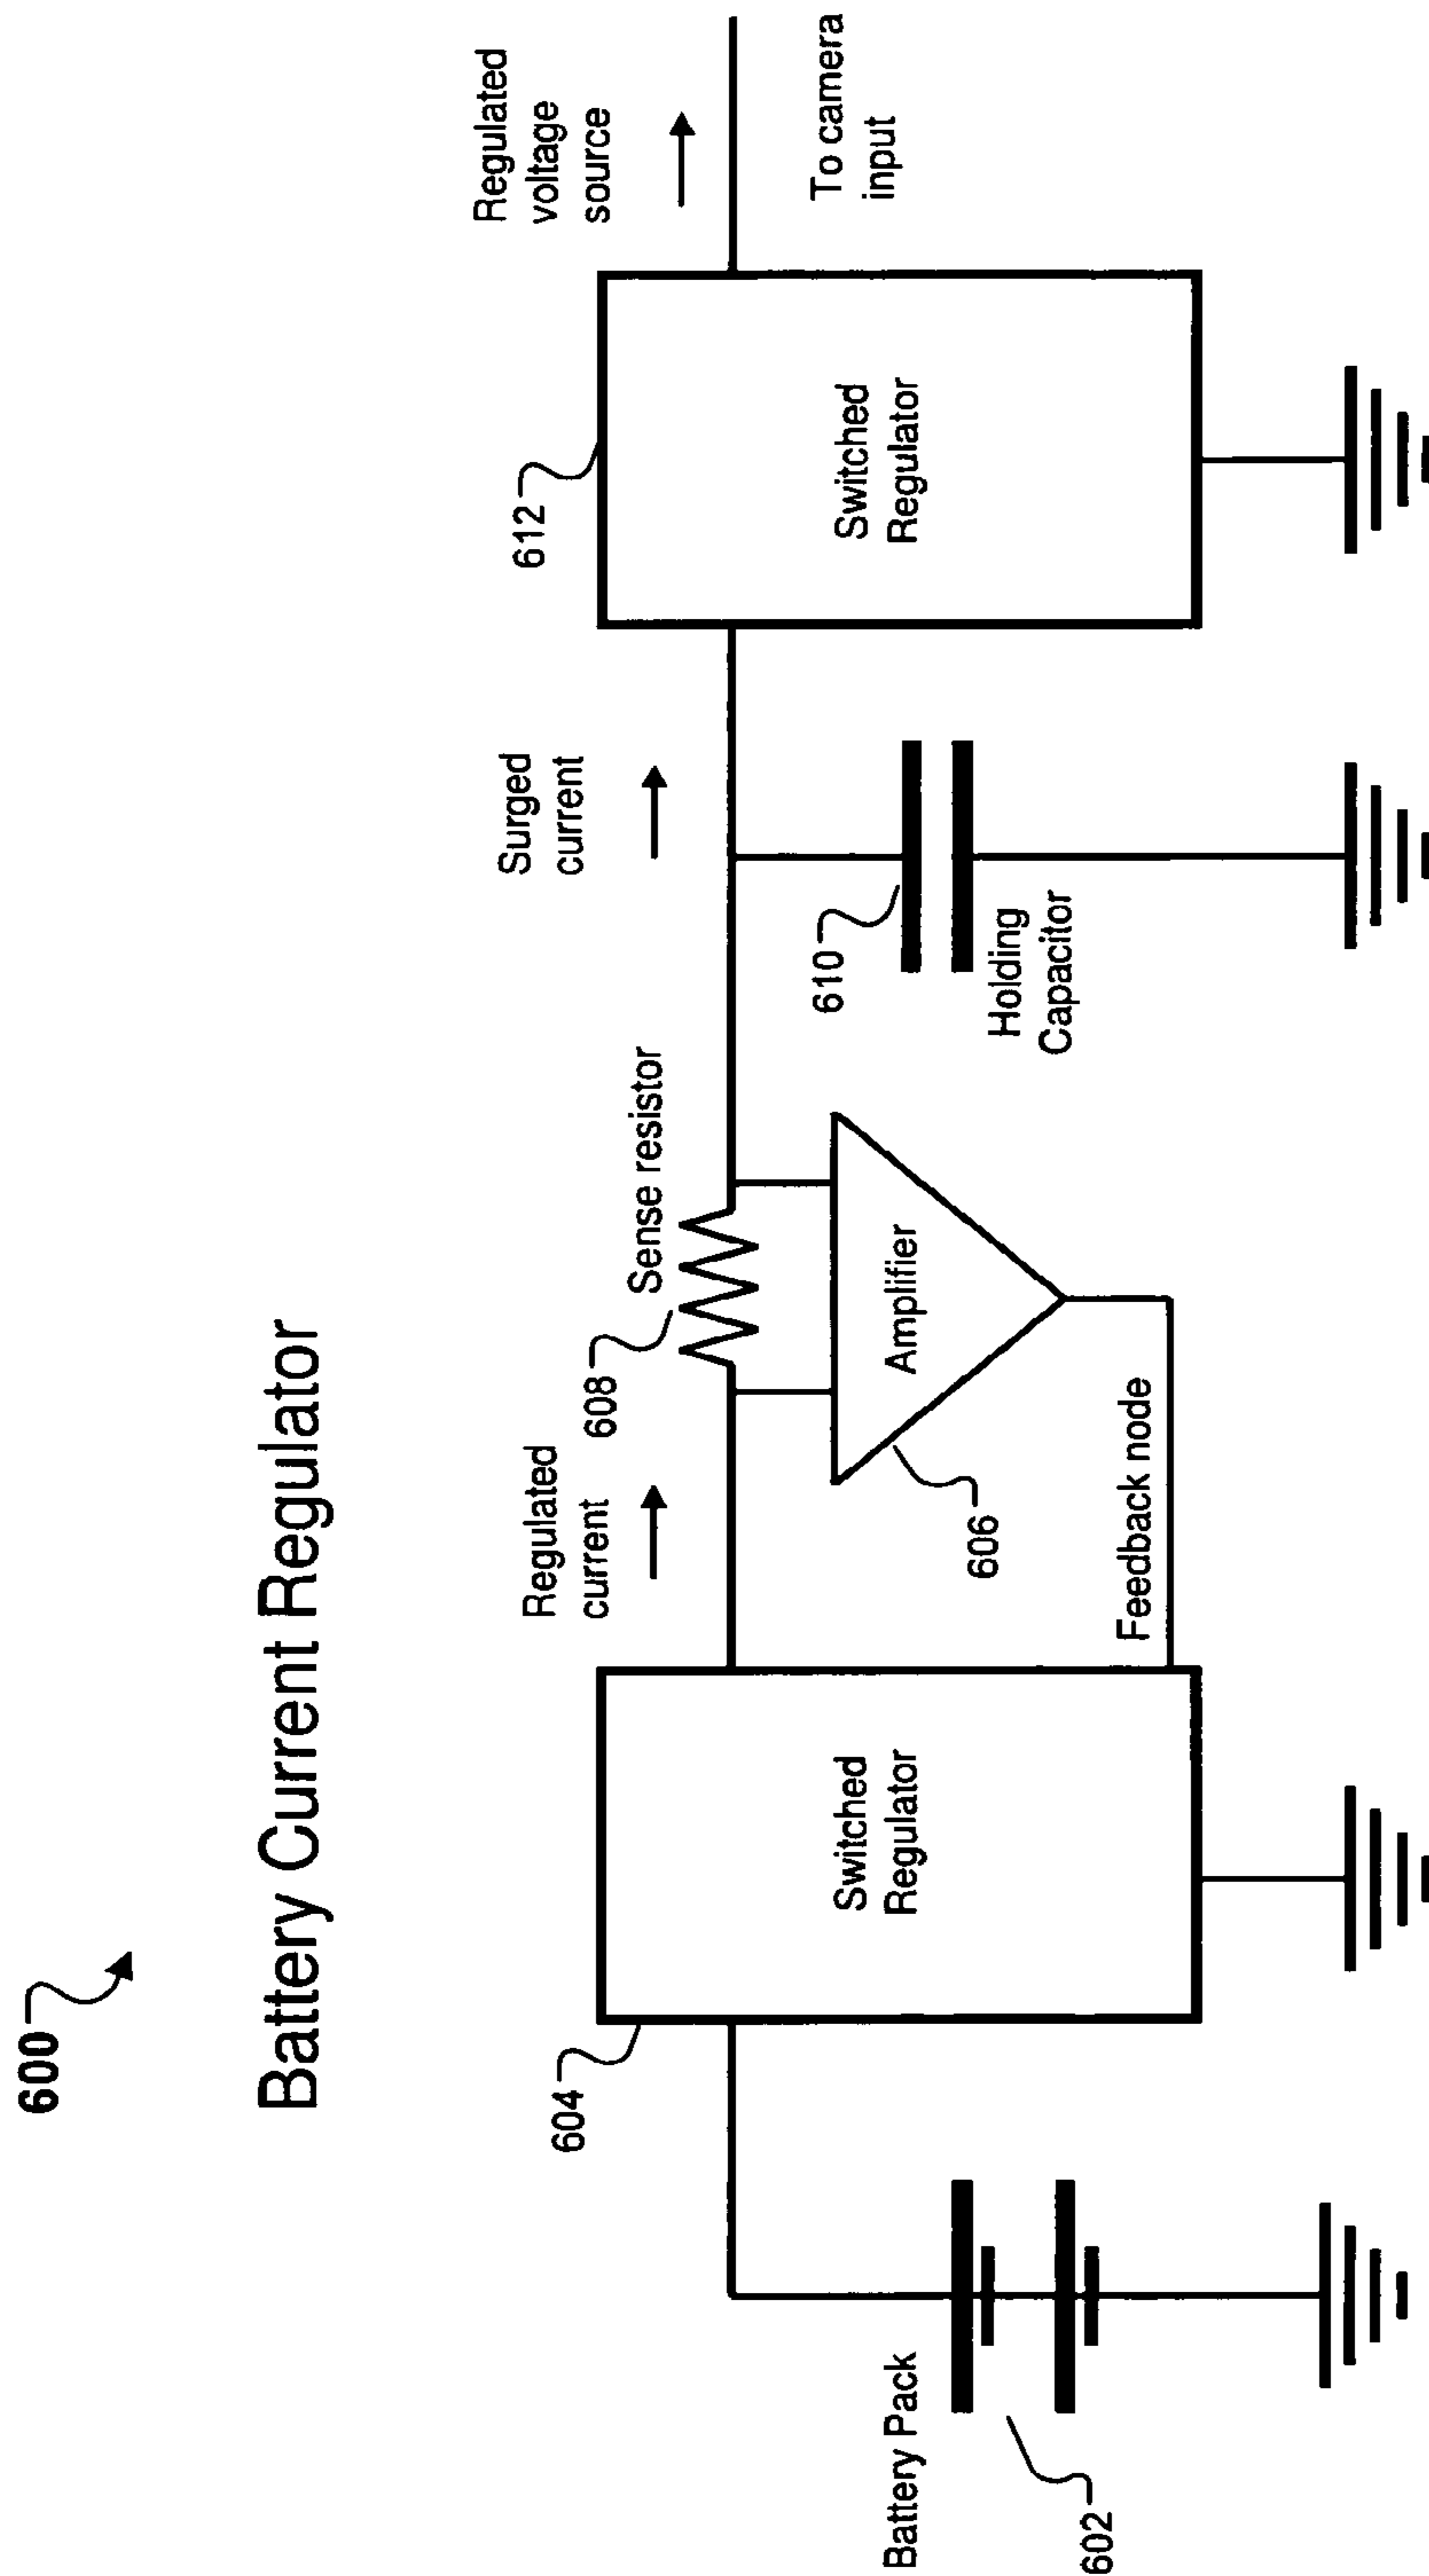 600
Battery Current Regulator
Battery Pack
602
604
Switched
Regulator
Regulated
current
608
Sense resistor
Amplifier
606
Feedback node
Surged
current
610
Holding
Capacitor
612
Switched
Regulator
Regulated
voltage
source
To camera
input